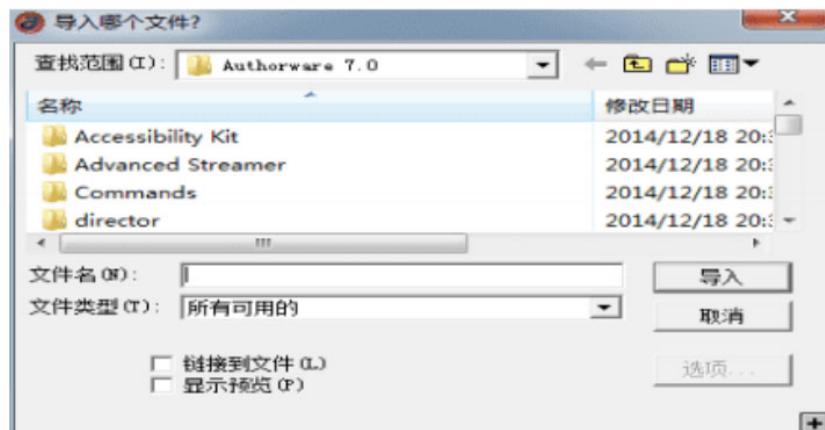 导入哪个文件?
查找范围(I): Authorware 7.0
名称 修改日期
Accessibility Kit 2014/12/18 20:
Advanced Streamer 2014/12/18 20:
Commands 2014/12/18 20:
director 2014/12/18 20:
文件名(N): 导入
文件类型(T): 所有可用的 取消
链接到文件(L)
显示预览(P)
选项...